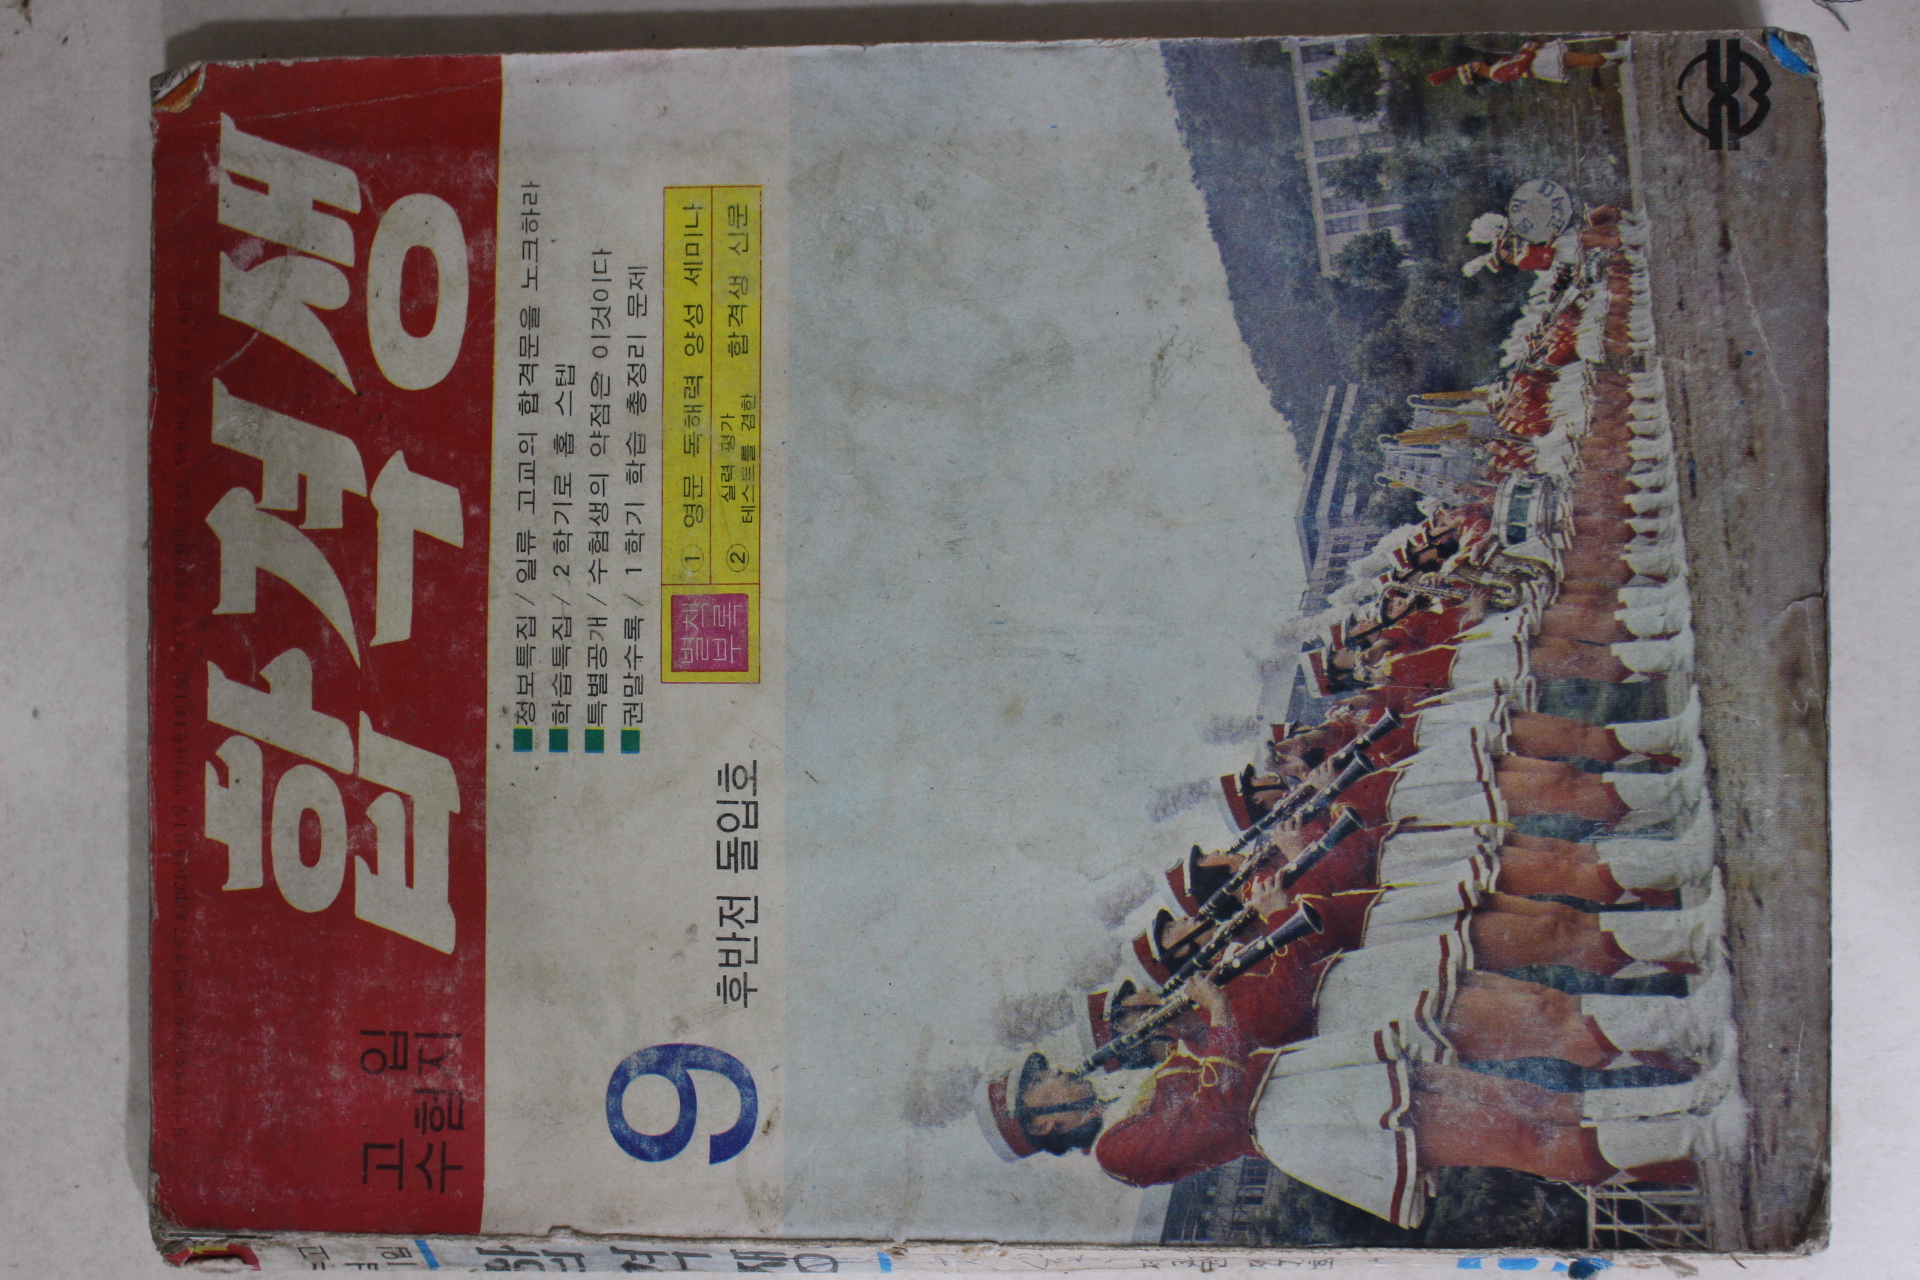 고입
수험지
합격생
■정보특집 / 일류 고교의 합격문을 노크하라
■학습특집 / 2학기로 홉 스텝
■특별공개 / 수험생의 약점은 이것이다
■권말수록 / 1학기 학습 총정리 문제
별책
부록
① 영문 독해력 양성 세미나
② 실력 평가
테스트를 겸한 합격생 신문
9
후반전 돌입호
합격생